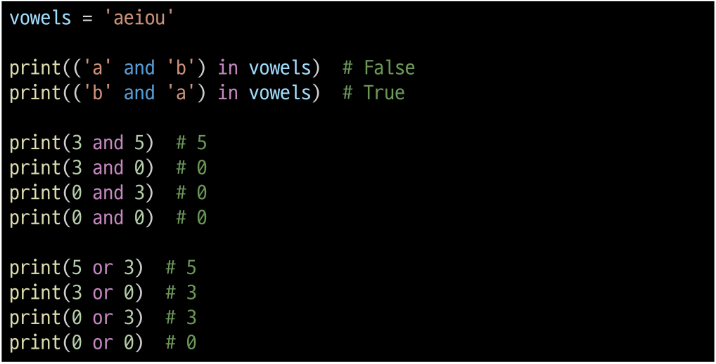 vowels = 'aeiou'
print(('a' and 'b') in vowels)  # False
print(('b' and 'a') in vowels)  # True
print(3 and 5)  # 5
print(3 and 0)  # 0
print(0 and 3)  # 0
print(0 and 0)  # 0
print(5 or 3)  # 5
print(3 or 0)  # 3
print(0 or 3)  # 3
print(0 or 0)  # 0